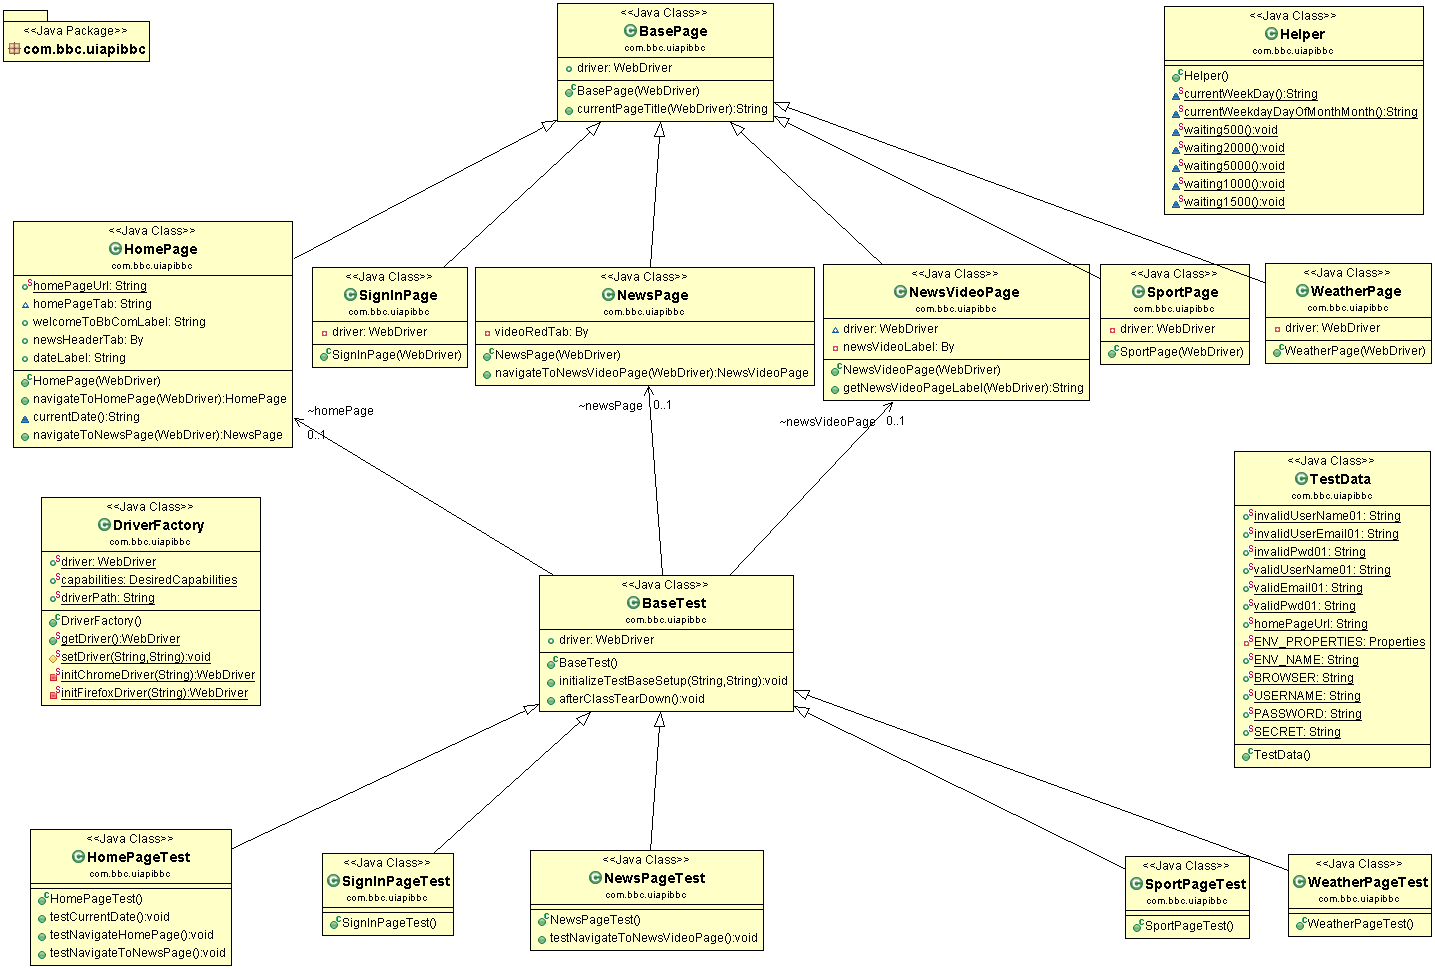 <<Java Package>>
com.bbc.uiapibbc
<<Java Class>>
BasePage
com.bbc.uiapibbc
driver: WebDriver
BasePage(WebDriver)
currentPageTitle(WebDriver):String
<<Java Class>>
Helper
com.bbc.uiapibbc
Helper()
currentWeekDay():String
currentWeekdayDayOfMonthMonth():String
waiting500():void
waiting2000():void
waiting5000():void
waiting1000():void
waiting1500():void
<<Java Class>>
HomePage
com.bbc.uiapibbc
homePageUrl: String
homePageTab: String
welcomeToBbComLabel: String
newsHeaderTab: By
dateLabel: String
HomePage(WebDriver)
navigateToHomePage(WebDriver):HomePage
currentDate():String
navigateToNewsPage(WebDriver):NewsPage
<<Java Class>>
SignInPage
com.bbc.uiapibbc
driver: WebDriver
SignInPage(WebDriver)
<<Java Class>>
NewsPage
com.bbc.uiapibbc
videoRedTab: By
NewsPage(WebDriver)
navigateToNewsVideoPage(WebDriver):NewsVideoPage
<<Java Class>>
NewsVideoPage
com.bbc.uiapibbc
driver: WebDriver
newsVideoLabel: By
NewsVideoPage(WebDriver)
getNewsVideoPageLabel(WebDriver):String
<<Java Class>>
SportPage
com.bbc.uiapibbc
driver: WebDriver
SportPage(WebDriver)
<<Java Class>>
WeatherPage
com.bbc.uiapibbc
driver: WebDriver
WeatherPage(WebDriver)
~homePage
0..1
~newsPage
0..1
~newsVideoPage
0..1
<<Java Class>>
DriverFactory
com.bbc.uiapibbc
driver: WebDriver
capabilities: DesiredCapabilities
driverPath: String
DriverFactory()
getDriver():WebDriver
setDriver(String,String):void
initChromeDriver(String):WebDriver
initFirefoxDriver(String):WebDriver
<<Java Class>>
BaseTest
com.bbc.uiapibbc
driver: WebDriver
BaseTest()
initializeTestBaseSetup(String,String):void
afterClassTearDown():void
<<Java Class>>
TestData
com.bbc.uiapibbc
invalidUserName01: String
invalidUserEmail01: String
invalidPwd01: String
validUserName01: String
validEmail01: String
validPwd01: String
homePageUrl: String
ENV_PROPERTIES: Properties
ENV_NAME: String
BROWSER: String
USERNAME: String
PASSWORD: String
SECRET: String
TestData()
<<Java Class>>
HomePageTest
com.bbc.uiapibbc
HomePageTest()
testCurrentDate():void
testNavigateHomePage():void
testNavigateToNewsPage():void
<<Java Class>>
SignInPageTest
com.bbc.uiapibbc
SignInPageTest()
<<Java Class>>
NewsPageTest
com.bbc.uiapibbc
NewsPageTest()
testNavigateToNewsVideoPage():void
<<Java Class>>
SportPageTest
com.bbc.uiapibbc
SportPageTest()
<<Java Class>>
WeatherPageTest
com.bbc.uiapibbc
WeatherPageTest()